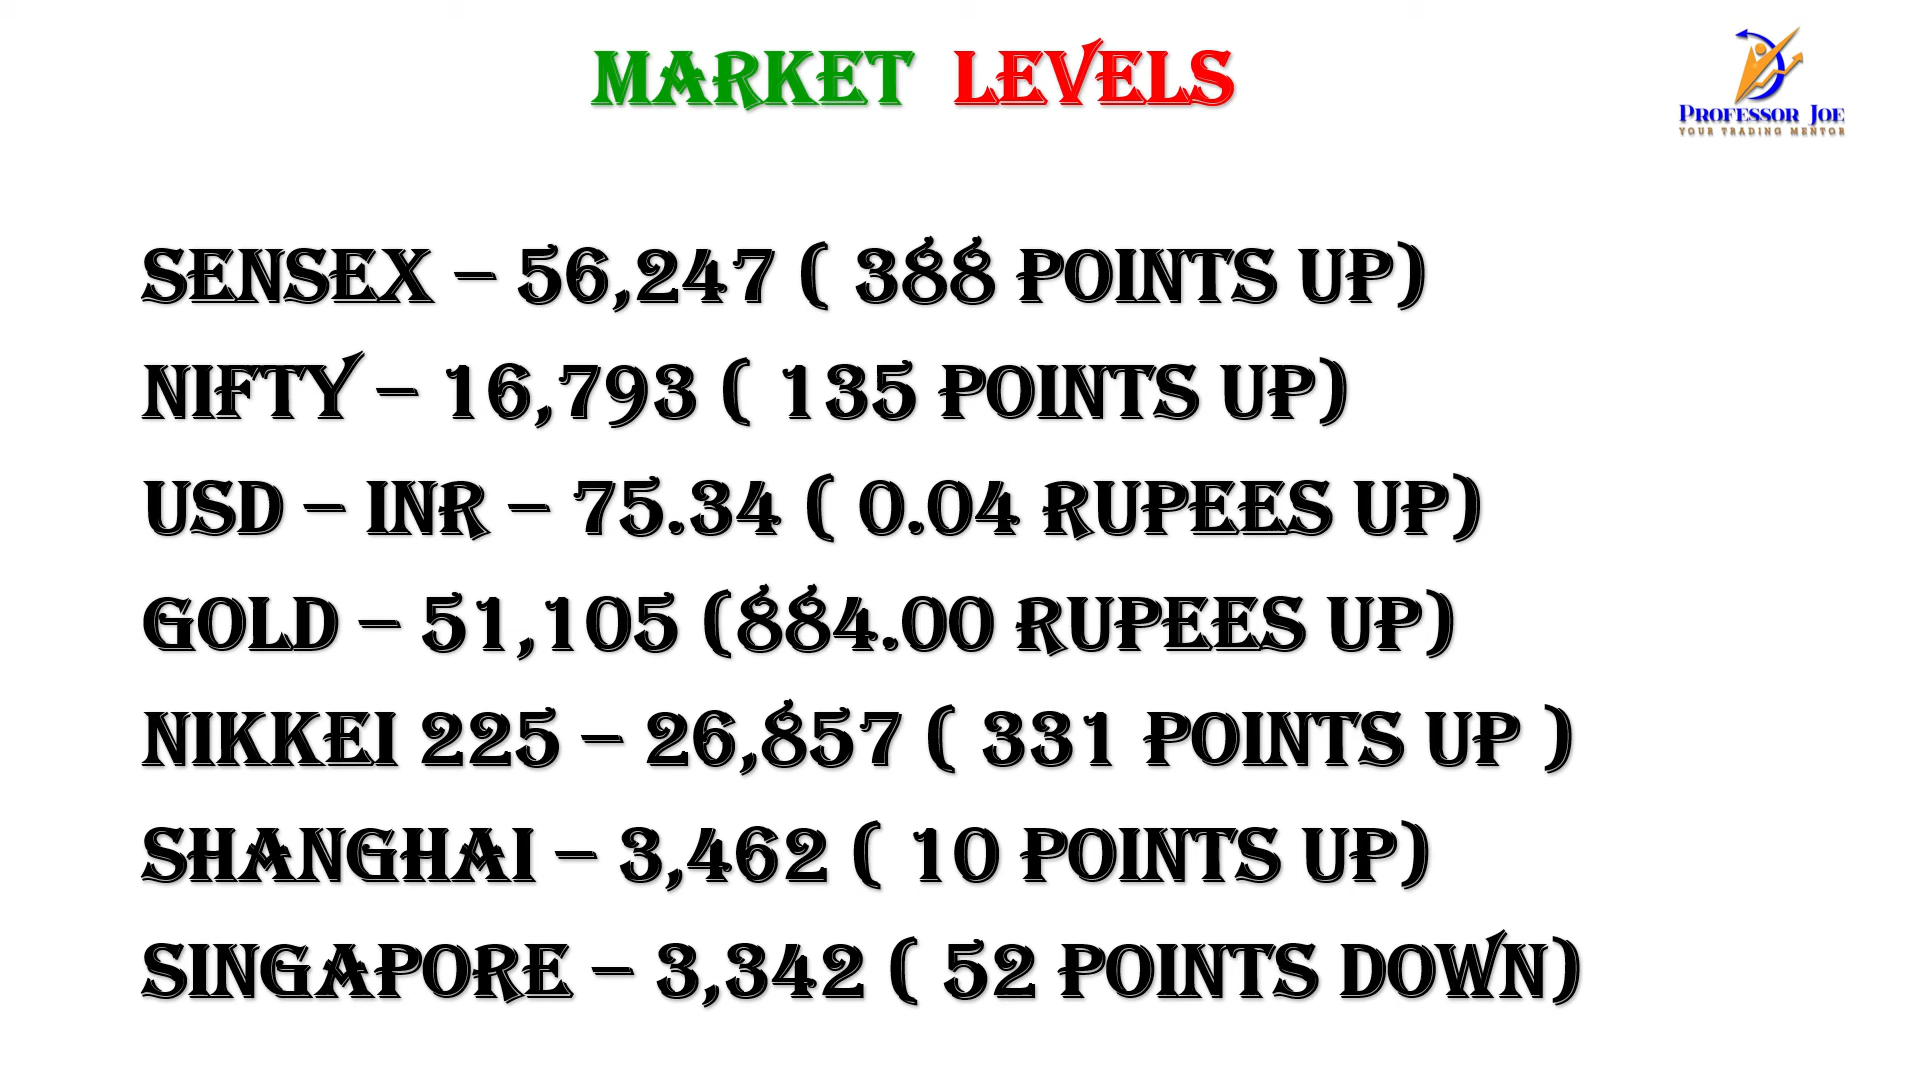 MARKET LEVELS
PROFESSOR JOE
YOUR TRADING MENTOR
SENSEX – 56,247 ( 388 POINTS UP)
NIFTY – 16,793 ( 135 POINTS UP)
USD – INR – 75.34 ( 0.04 RUPEES UP)
GOLD – 51,105 (884.00 RUPEES UP)
NIKKEI 225 – 26,857 ( 331 POINTS UP )
SHANGHAI – 3,462 ( 10 POINTS UP)
SINGAPORE – 3,342 ( 52 POINTS DOWN)